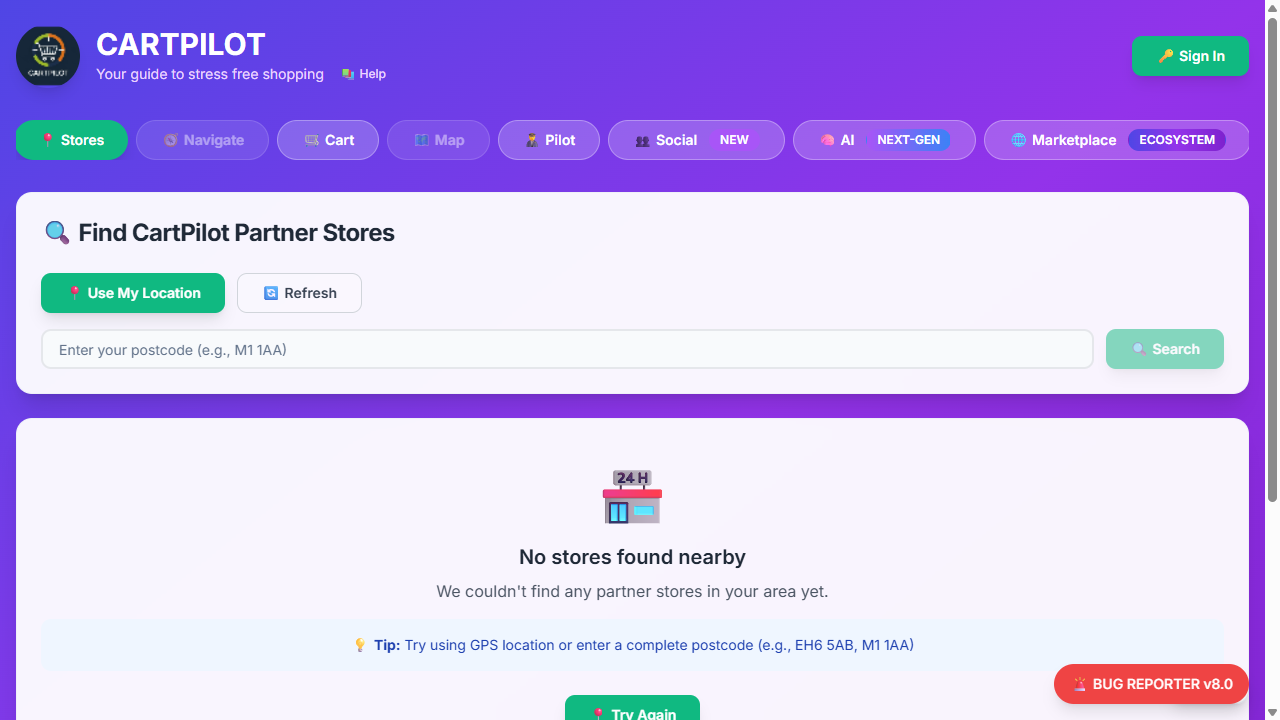 CARTPILOT
CARTPILOT
Your guide to stress free shopping
Help
Sign In
Stores
Navigate
Cart
Map
Pilot
Social NEW
AI NEXT-GEN
Marketplace ECOSYSTEM
Find CartPilot Partner Stores
Use My Location
Refresh
Enter your postcode (e.g., M1 1AA)
Search
24 H
No stores found nearby
We couldn't find any partner stores in your area yet.
Tip: Try using GPS location or enter a complete postcode (e.g., EH6 5AB, M1 1AA)
BUG REPORTER v8.0
Try Again